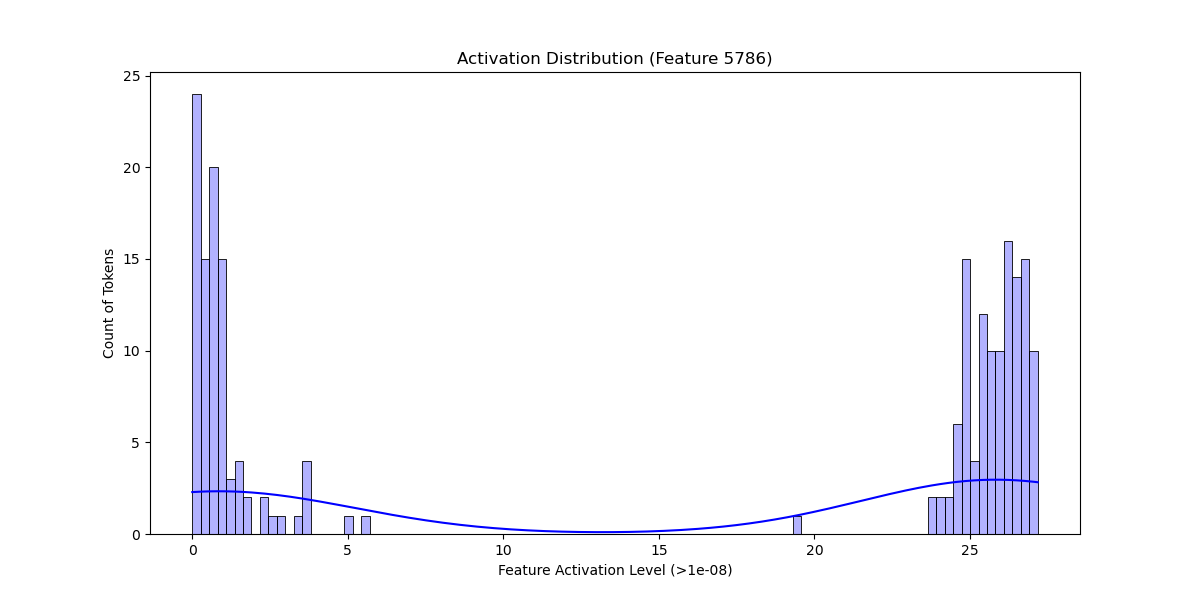 Activation Distribution (Feature 5786)
25
20
15
10
5
0
Count of Tokens
0 5 10 15 20 25
Feature Activation Level (>1e-08)